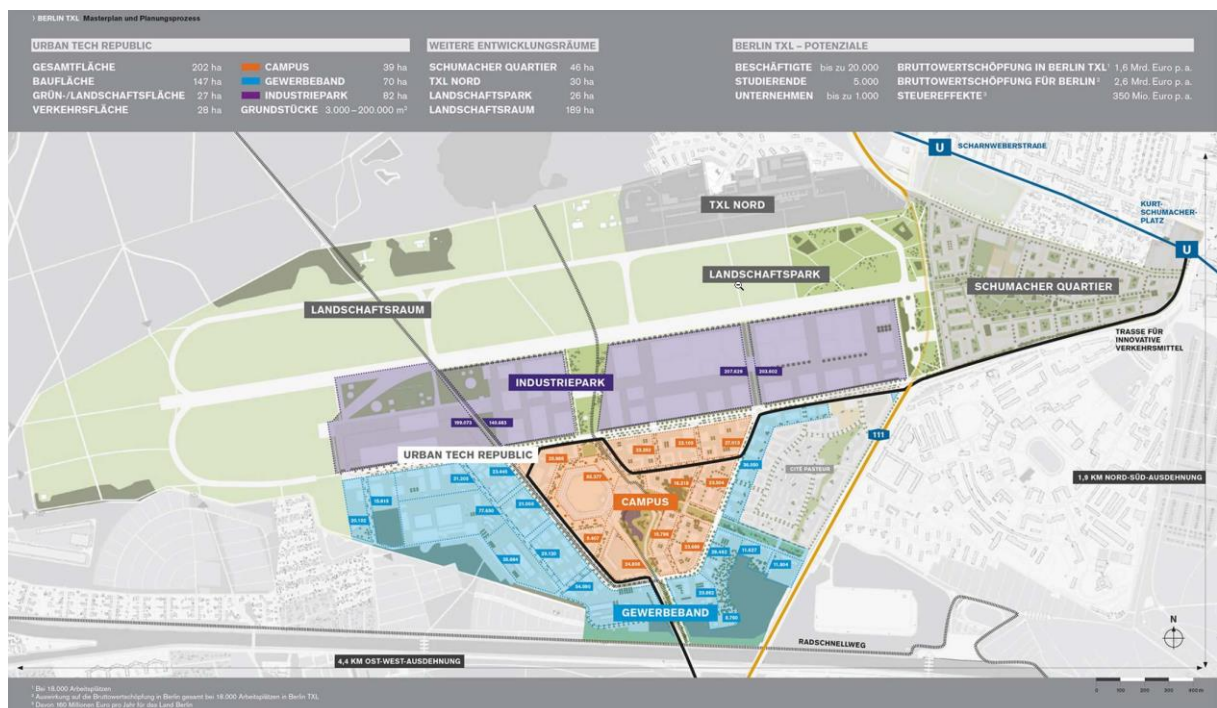 ) BERLIN TXL Masterplan und Planungsprozess
URBAN TECH REPUBLIC
GESAMTFLÄCHE 202 ha
BAUFLÄCHE 147 ha
GRÜN-/LANDSCHAFTSFLÄCHE 27 ha
VERKEHRSFLÄCHE 28 ha
CAMPUS 39 ha
GEWERBEBAND 70 ha
INDUSTRIEPARK 82 ha
GRUNDSTÜCKE 3.000–200.000 m²
WEITERE ENTWICKLUNGSRÄUME
SCHUMACHER QUARTIER 46 ha
TXL NORD 30 ha
LANDSCHAFTSPARK 26 ha
LANDSCHAFTSRAUM 189 ha
BERLIN TXL – POTENZIALE
BESCHÄFTIGTE bis zu 20.000
STUDIERENDE 5.000
UNTERNEHMEN bis zu 1.000
BRUTTOWERTSCHÖPFUNG IN BERLIN TXL¹ 1,6 Mrd. Euro p. a.
BRUTTOWERTSCHÖPFUNG FÜR BERLIN² 2,6 Mrd. Euro p. a.
STEUEREFFEKTE³ 350 Mio. Euro p. a.
U
SCHARNWEBERSTRAßE
TXL NORD
KURT-
SCHUMACHER-
PLATZ
U
LANDSCHAFTSPARK
SCHUMACHER QUARTIER
LANDSCHAFTSRAUM
TRASSE FÜR
INNOVATIVE
VERKEHRSMITTEL
INDUSTRIEPARK
111
URBAN TECH REPUBLIC
CITÉ PASTEUR
1,9 KM NORD-SÜD-AUSDEHNUNG
CAMPUS
GEWERBEBAND
N
RADSCHNELLWEG
4,4 KM OST-WEST-AUSDEHNUNG
¹ Bei 18.000 Arbeitsplätzen
² Auswirkung auf die Bruttowertschöpfung in Berlin gesamt bei 18.000 Arbeitsplätzen in Berlin TXL
³ Davon 160 Millionen Euro pro Jahr für das Land Berlin
0 100 200 300 400 m